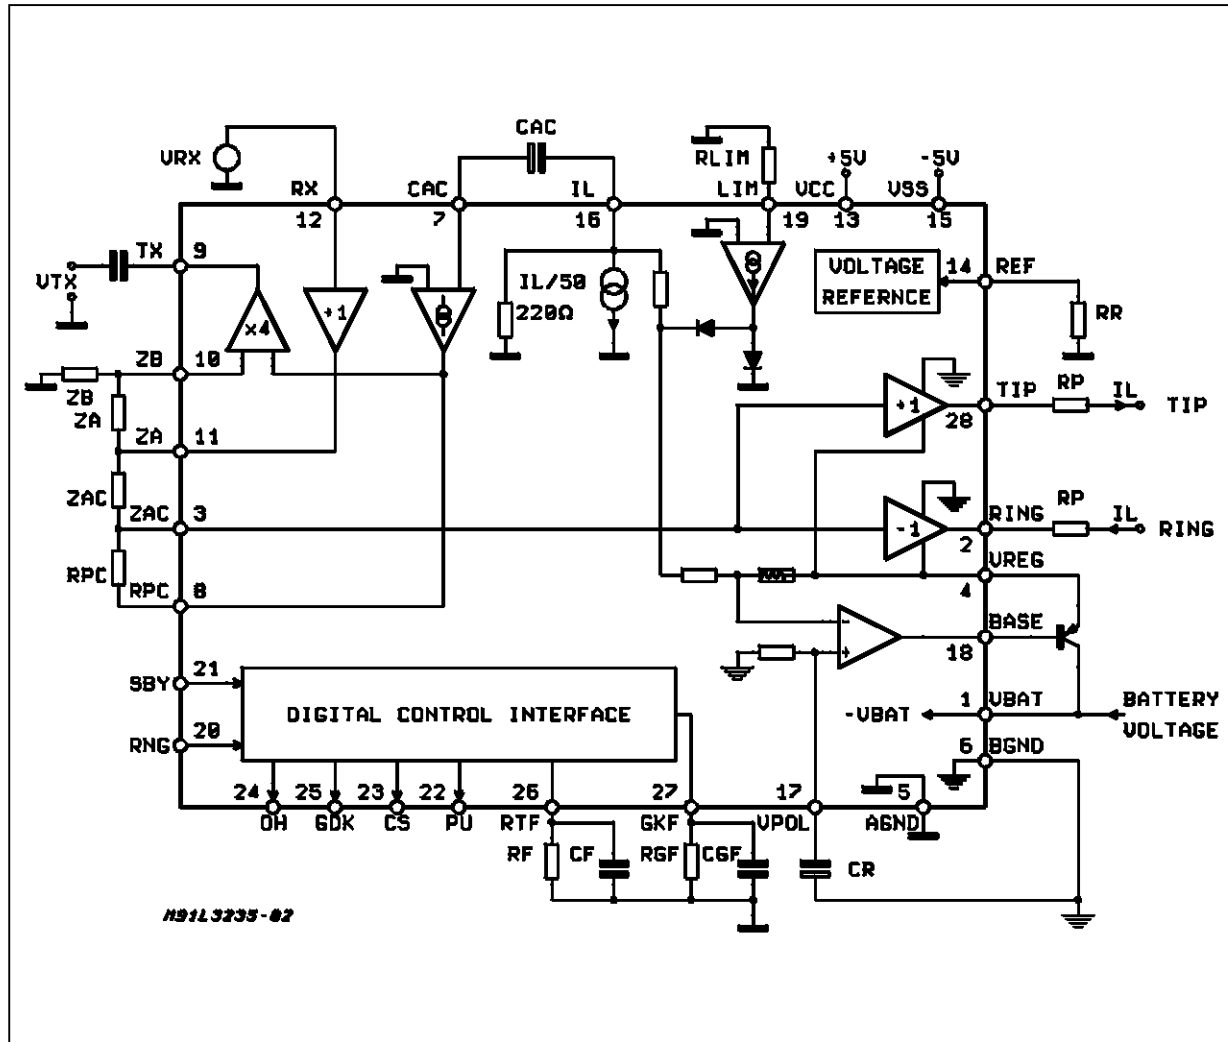 CAC
VRX
RLIM
+5V
-5V
RX
CAC
IL
LIM
VCC
VSS
12
7
16
19
13
15
TX
9
VTX
IL/50
220Ω
VOLTAGE
REFERNCE
14
REF
RR
×4
+1
ZB
10
ZB
ZA
ZA
11
+1
TIP
28
RP
IL
TIP
ZAC
ZAC
3
-1
RING
2
RP
IL
RING
RPC
RPC
8
VREG
4
-
+
BASE
18
SBY
21
RNG
20
DIGITAL CONTROL INTERFACE
-VBAT
1
VBAT
BATTERY
VOLTAGE
6
BGND
24
25
23
22
26
27
17
5
OH
GDK
CS
PU
RTF
GKF
VPOL
AGND
RF
CF
RGF
CGF
CR
M91L3235-02